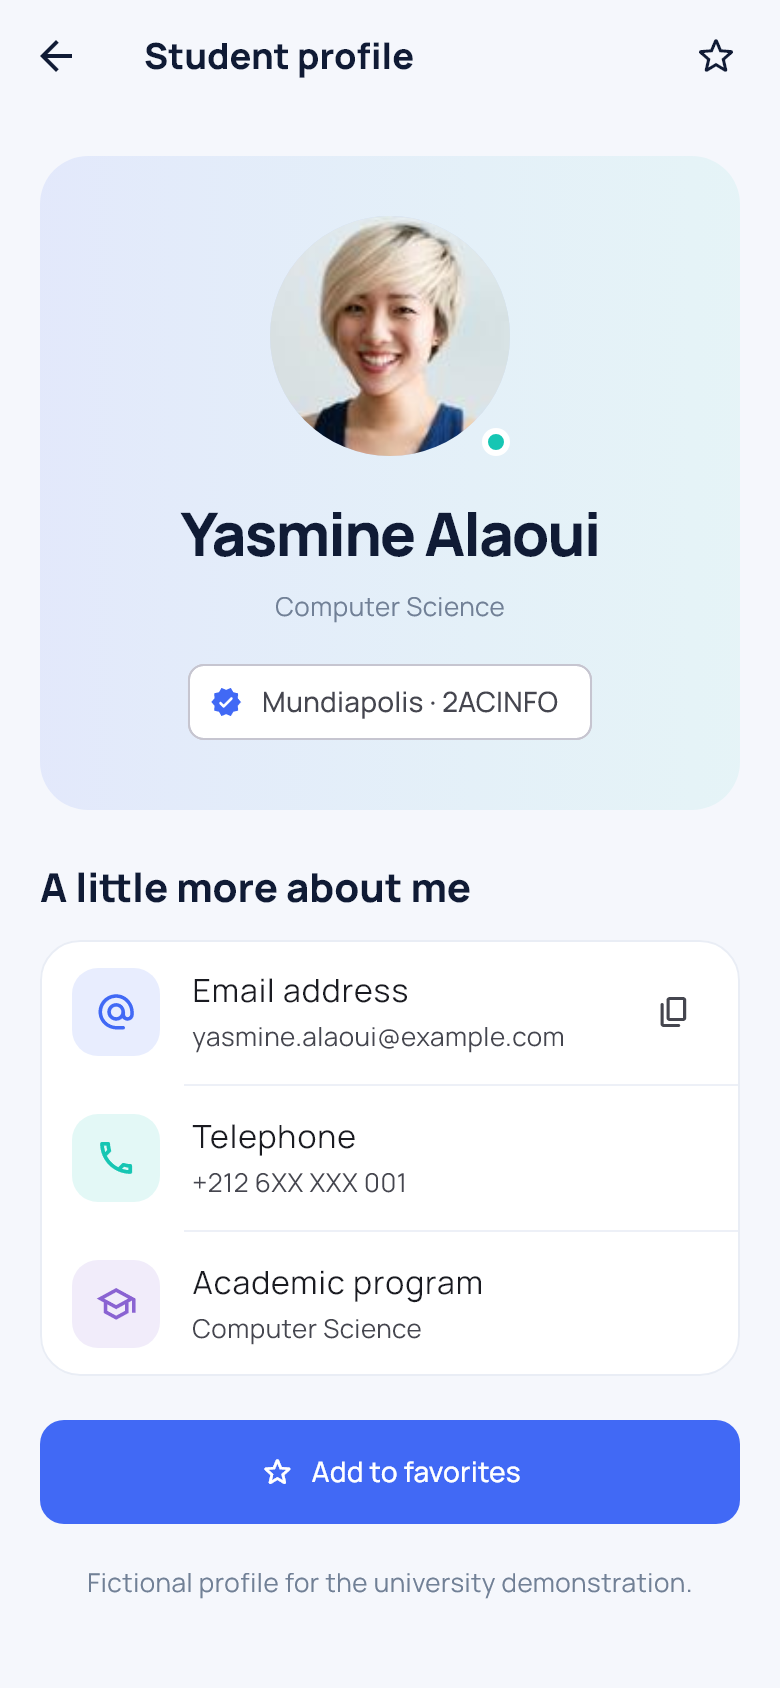 Student profile
Yasmine Alaoui
Computer Science
Mundiapolis · 2ACINFO
A little more about me
Email address
yasmine.alaoui@example.com
Telephone
+212 6XX XXX 001
Academic program
Computer Science
Add to favorites
Fictional profile for the university demonstration.